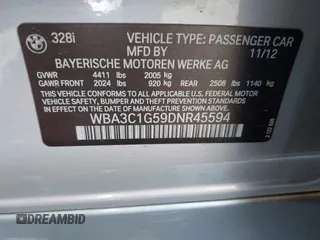 328i VEHICLE TYPE: PASSENGER CAR
MFD BY 11/12
BAYERISCHE MOTOREN WERKE AG
GVWR 4411 lbs 2005 kg
GAWR FRONT 2024 lbs 920 kg REAR 2508 lbs 1140 kg
THIS VEHICLE CONFORMS TO ALL APPLICABLE FEDERAL MOTOR
VEHICLE SAFETY, BUMPER, AND THEFT PREVENTION STANDARDS
IN EFFECT ON THE DATE OF MANUFACTURE SHOWN ABOVE.
WBA3C1G59DNR45594
AUTOBIDMASTER